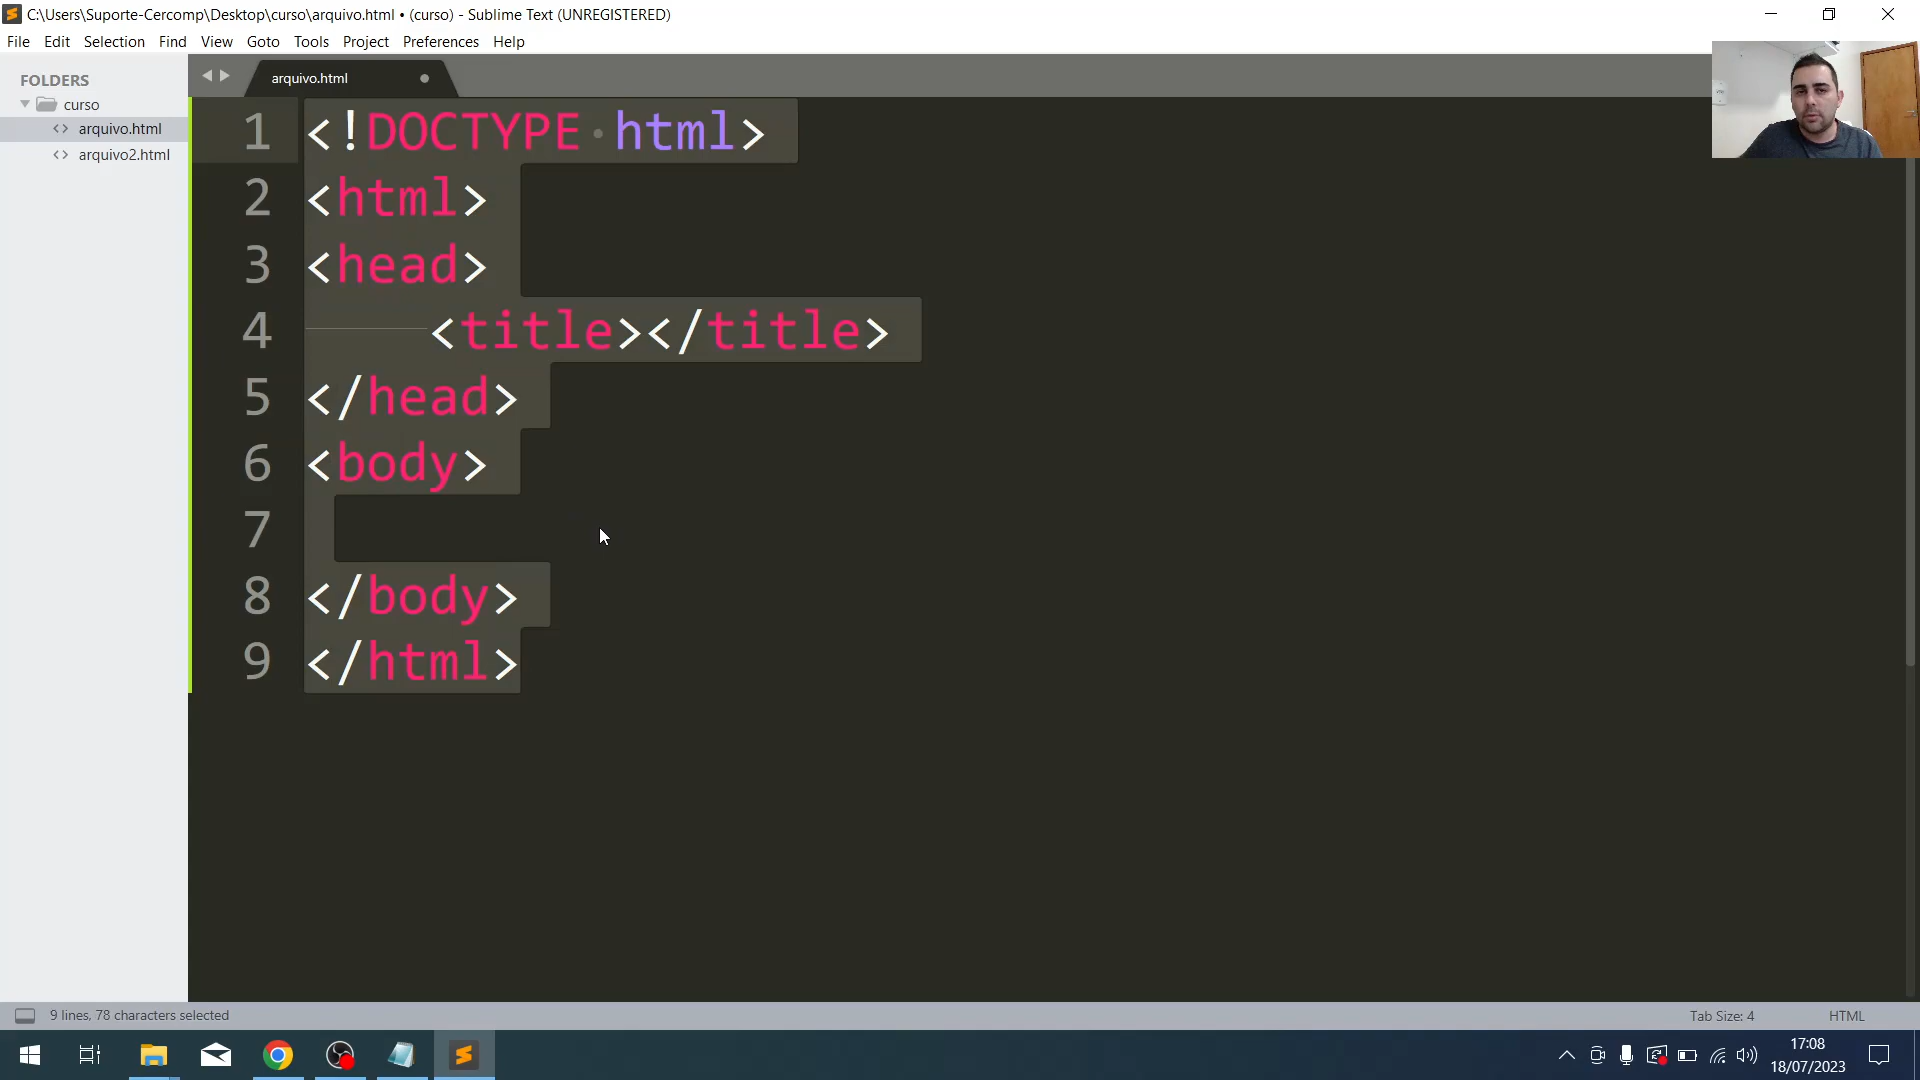 C:\Users\Suporte-Cercomp\Desktop\curso\arquivo.html • (curso) - Sublime Text (UNREGISTERED)
File Edit Selection Find View Goto Tools Project Preferences Help
FOLDERS
curso
arquivo.html
arquivo2.html
arquivo.html
1 <!DOCTYPE html>
2 <html>
3 <head>
4 <title></title>
5 </head>
6 <body>
7
8 </body>
9 </html>
9 lines, 78 characters selected
Tab Size: 4
HTML
17:08
18/07/2023